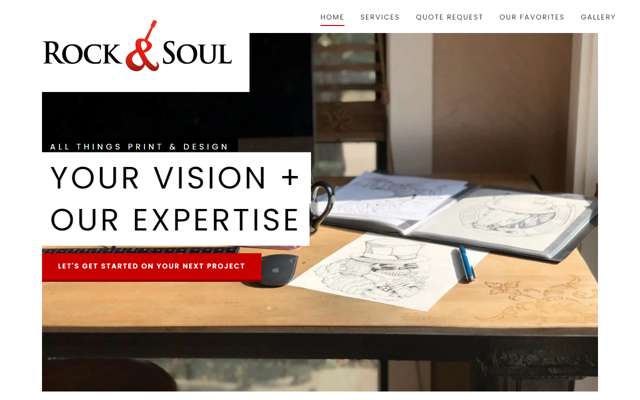 HOME SERVICES QUOTE REQUEST OUR FAVORITES GALLERY
ROCK & SOUL
ALL THINGS PRINT & DESIGN
YOUR VISION +
OUR EXPERTISE
LET'S GET STARTED ON YOUR NEXT PROJECT